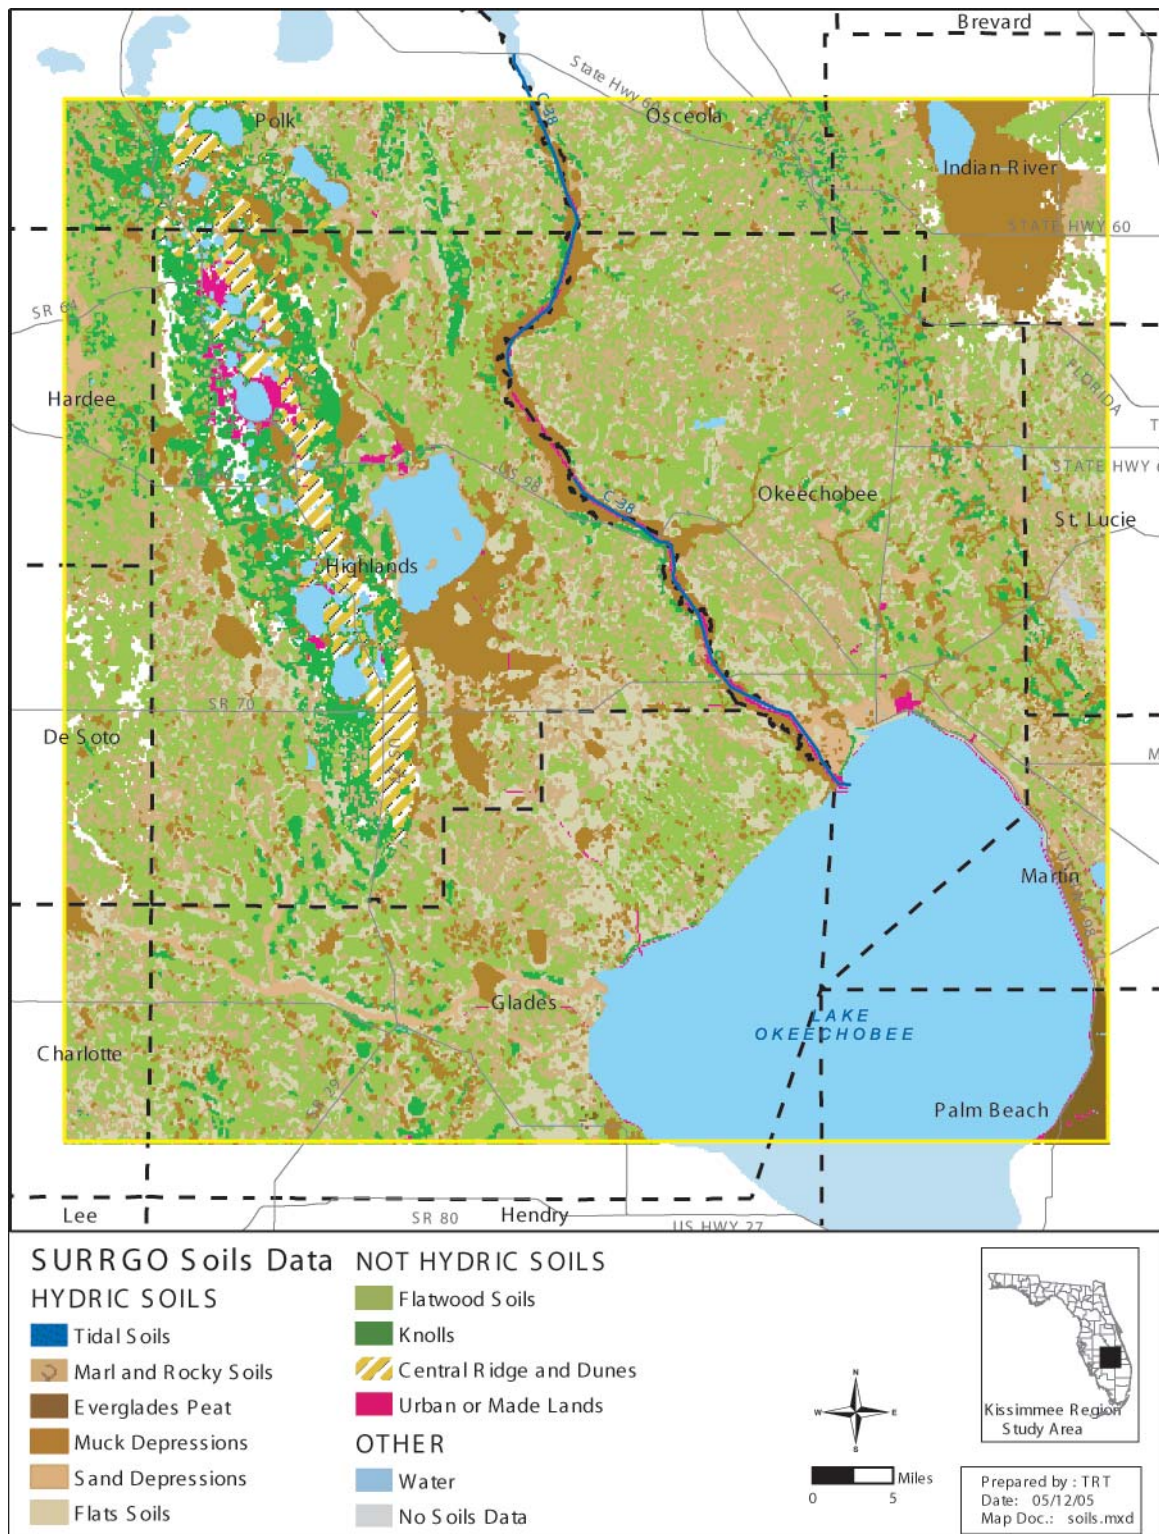 Brevard
State Hwy 60
C-38
Polk
Osceola
Indian River
STATE HWY 60
SR 64
US 441
FLORIDA
Hardee
T
US 98
STATE HWY 6
C-38
Okeechobee
St. Lucie
Highlands
SR 70
De Soto
M
Martin
Glades
LAKE
OKEECHOBEE
Charlotte
SR 29
Palm Beach
Lee
SR 80
Hendry
US HWY 27
SURRGO Soils Data
HYDRIC SOILS
Tidal Soils
Marl and Rocky Soils
Everglades Peat
Muck Depressions
Sand Depressions
Flats Soils
NOT HYDRIC SOILS
Flatwood Soils
Knolls
Central Ridge and Dunes
Urban or Made Lands
OTHER
Water
No Soils Data
N
W E
S
Miles
0 5
Kissimmee Region
Study Area
Prepared by : TRT
Date: 05/12/05
Map Doc.: soils.mxd